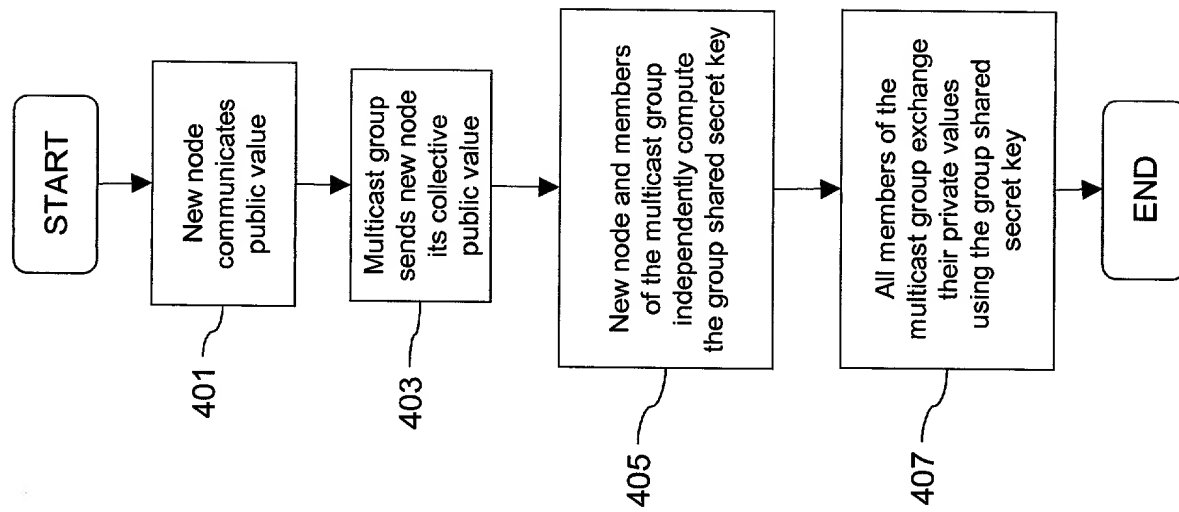 START
New node
communicates
public value
401
Multicast group
sends new node
its collective
public value
403
New node and members
of the multicast group
independently compute
the group shared secret key
405
All members of the
multicast group exchange
their private values
using the group shared
secret key
407
END